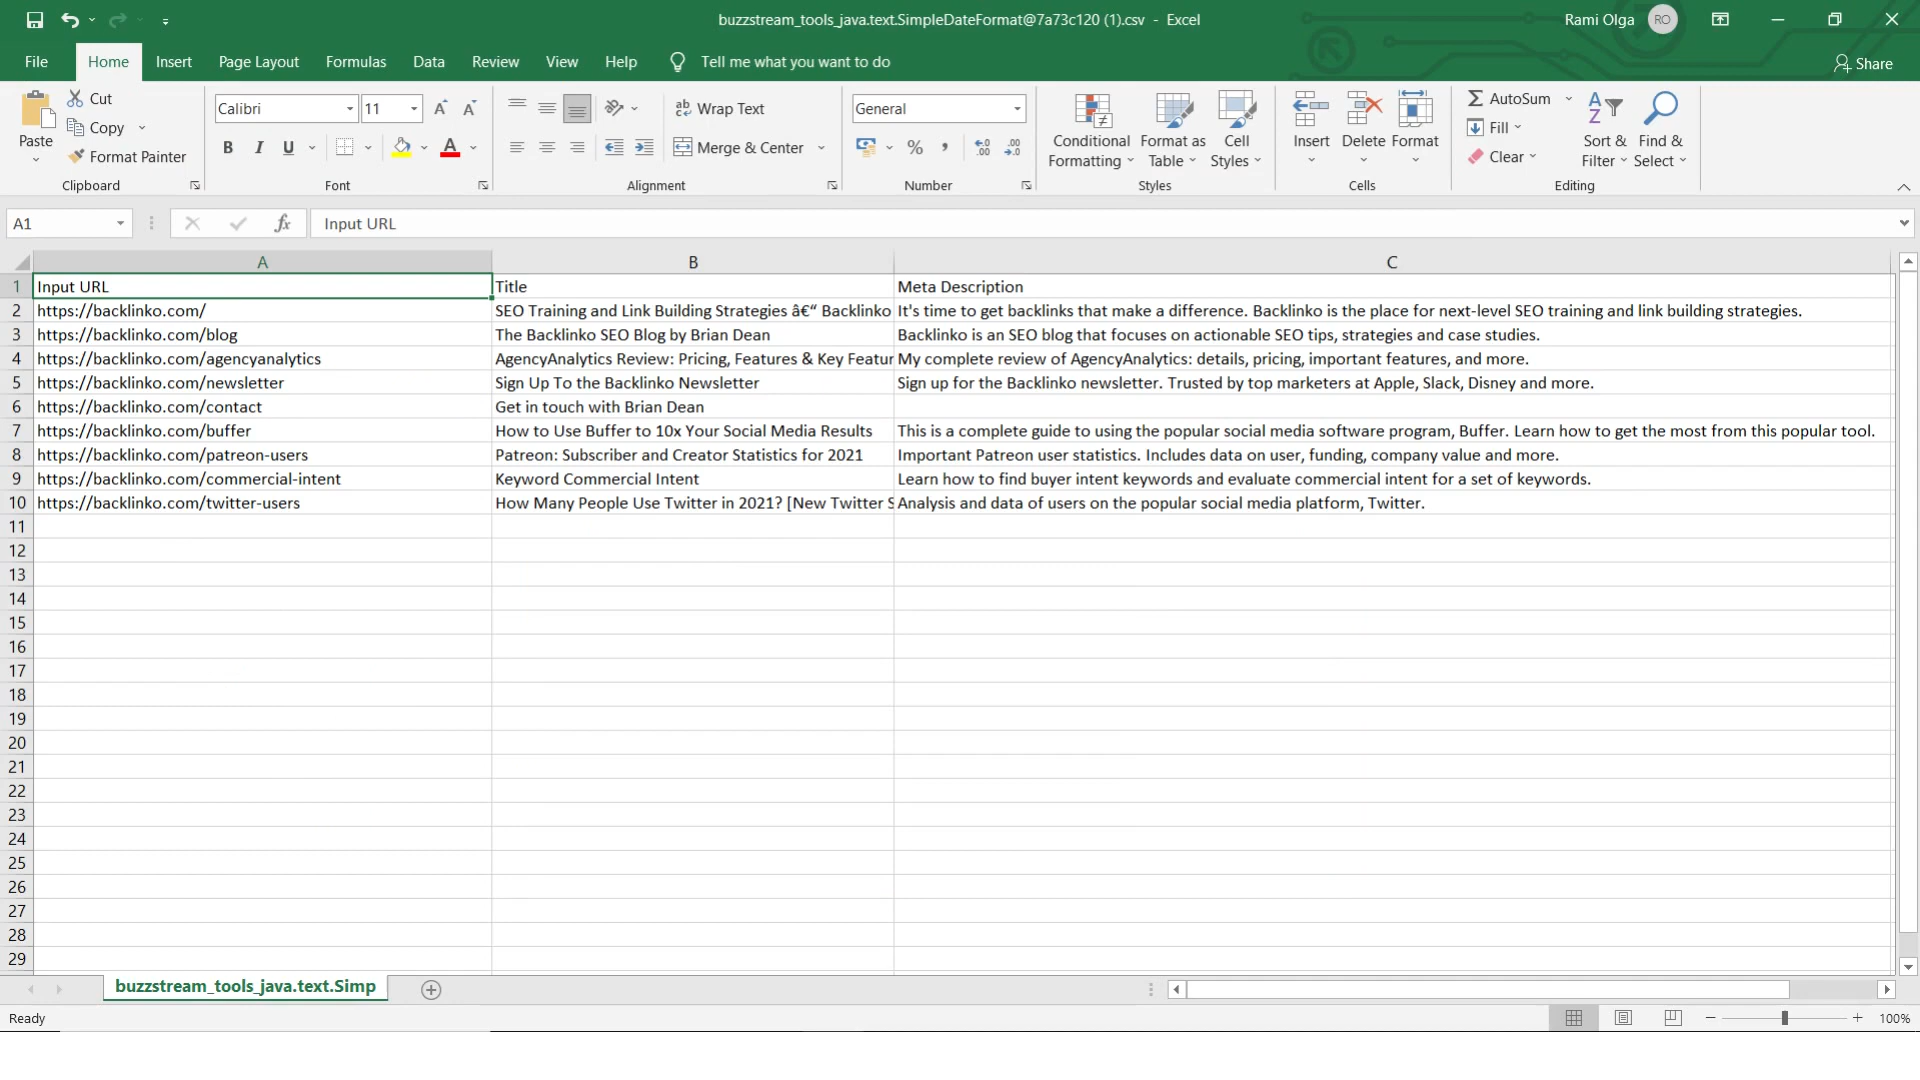 buzzstream_tools_java.text.SimpleDateFormat@7a73c120 (1).csv - Excel
Rami Olga RO
File Home Insert Page Layout Formulas Data Review View Help Tell me what you want to do Share
Paste
Cut
Copy
Format Painter
Clipboard
Calibri 11
B I U A
Font
Wrap Text
Merge & Center
Alignment
General
% ,
Number
Conditional Formatting
Format as Table
Cell Styles
Styles
Insert Delete Format
Cells
AutoSum
Fill
Clear
Sort & Filter
Find & Select
Editing
A1 fx Input URL
A B C
1 Input URL Title Meta Description
2 https://backlinko.com/ SEO Training and Link Building Strategies â€“ Backlinko It's time to get backlinks that make a difference. Backlinko is the place for next-level SEO training and link building strategies.
3 https://backlinko.com/blog The Backlinko SEO Blog by Brian Dean Backlinko is an SEO blog that focuses on actionable SEO tips, strategies and case studies.
4 https://backlinko.com/agencyanalytics AgencyAnalytics Review: Pricing, Features & Key Featur My complete review of AgencyAnalytics: details, pricing, important features, and more.
5 https://backlinko.com/newsletter Sign Up To the Backlinko Newsletter Sign up for the Backlinko newsletter. Trusted by top marketers at Apple, Slack, Disney and more.
6 https://backlinko.com/contact Get in touch with Brian Dean
7 https://backlinko.com/buffer How to Use Buffer to 10x Your Social Media Results This is a complete guide to using the popular social media software program, Buffer. Learn how to get the most from this popular tool.
8 https://backlinko.com/patreon-users Patreon: Subscriber and Creator Statistics for 2021 Important Patreon user statistics. Includes data on user, funding, company value and more.
9 https://backlinko.com/commercial-intent Keyword Commercial Intent Learn how to find buyer intent keywords and evaluate commercial intent for a set of keywords.
10 https://backlinko.com/twitter-users How Many People Use Twitter in 2021? [New Twitter S Analysis and data of users on the popular social media platform, Twitter.
11
12
13
14
15
16
17
18
19
20
21
22
23
24
25
26
27
28
29
buzzstream_tools_java.text.Simp
Ready 100%